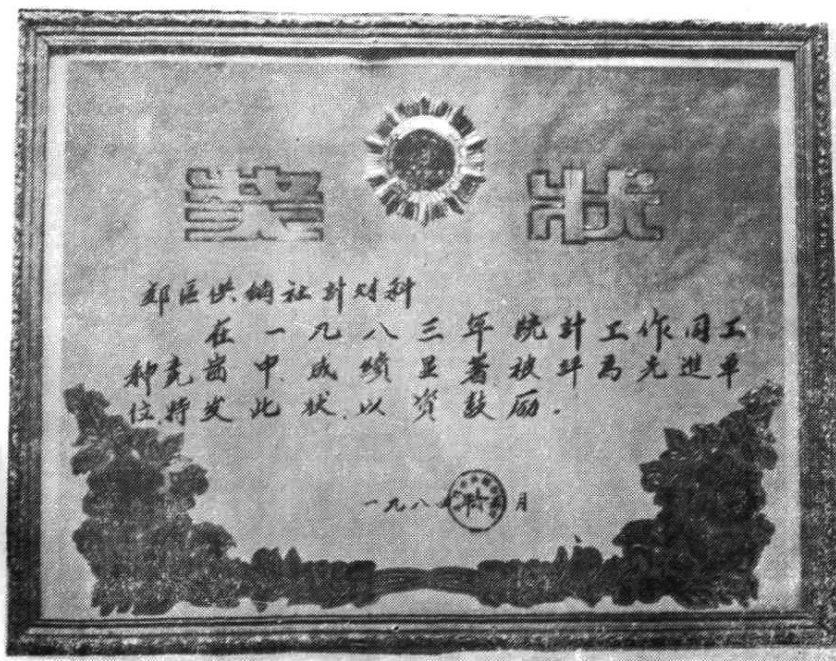 奖状
郊区供销社计财科
在一九八三年统计工作同工
种竞岗中,成绩显著,被评为先進单
位,特发此状,以资鼓励.
一九八 月